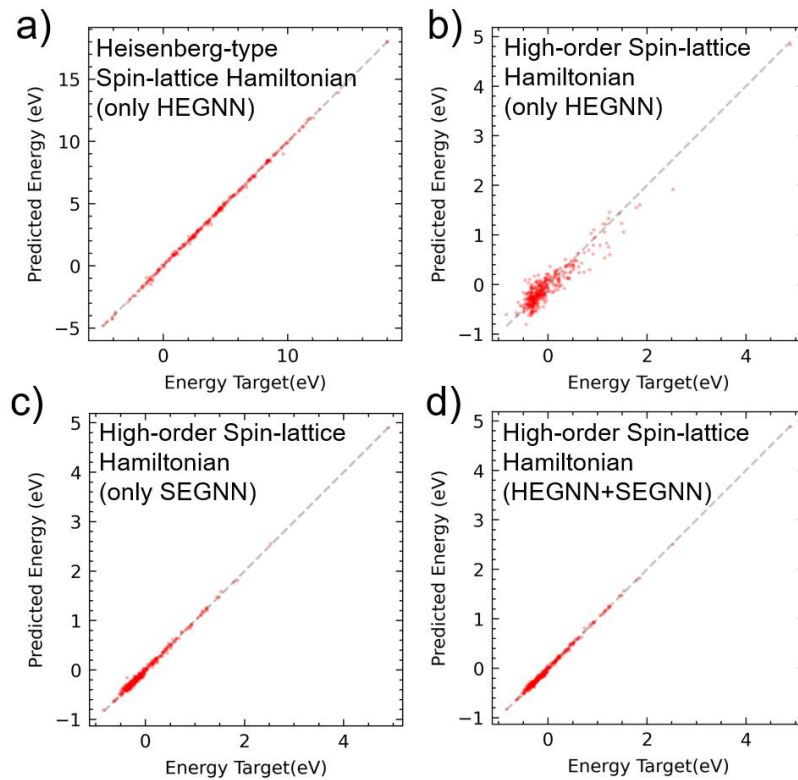 a)
Heisenberg-type
Spin-lattice Hamiltonian
(only HEGNN)
15
10
5
0
−5
0
10
Predicted Energy (eV)
Energy Target(eV)
b)
High-order Spin-lattice
Hamiltonian
(only HEGNN)
5
4
3
2
1
0
−1
0
2
4
Predicted Energy (eV)
Energy Target(eV)
c)
High-order Spin-lattice
Hamiltonian
(only SEGNN)
5
4
3
2
1
0
−1
0
2
4
Predicted Energy (eV)
Energy Target(eV)
d)
High-order Spin-lattice
Hamiltonian
(HEGNN+SEGNN)
5
4
3
2
1
0
−1
0
2
4
Predicted Energy (eV)
Energy Target(eV)